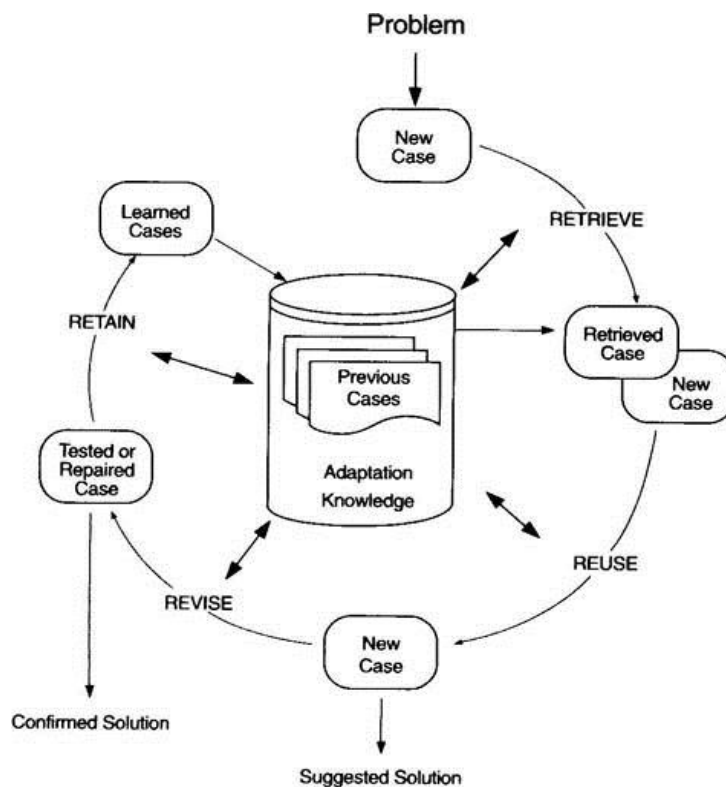 Problem
New
Case
RETRIEVE
Learned
Cases
RETAIN
Previous
Cases
Adaptation
Knowledge
Retrieved
Case
New
Case
Tested or
Repaired
Case
REVISE
REUSE
New
Case
Confirmed Solution
Suggested Solution